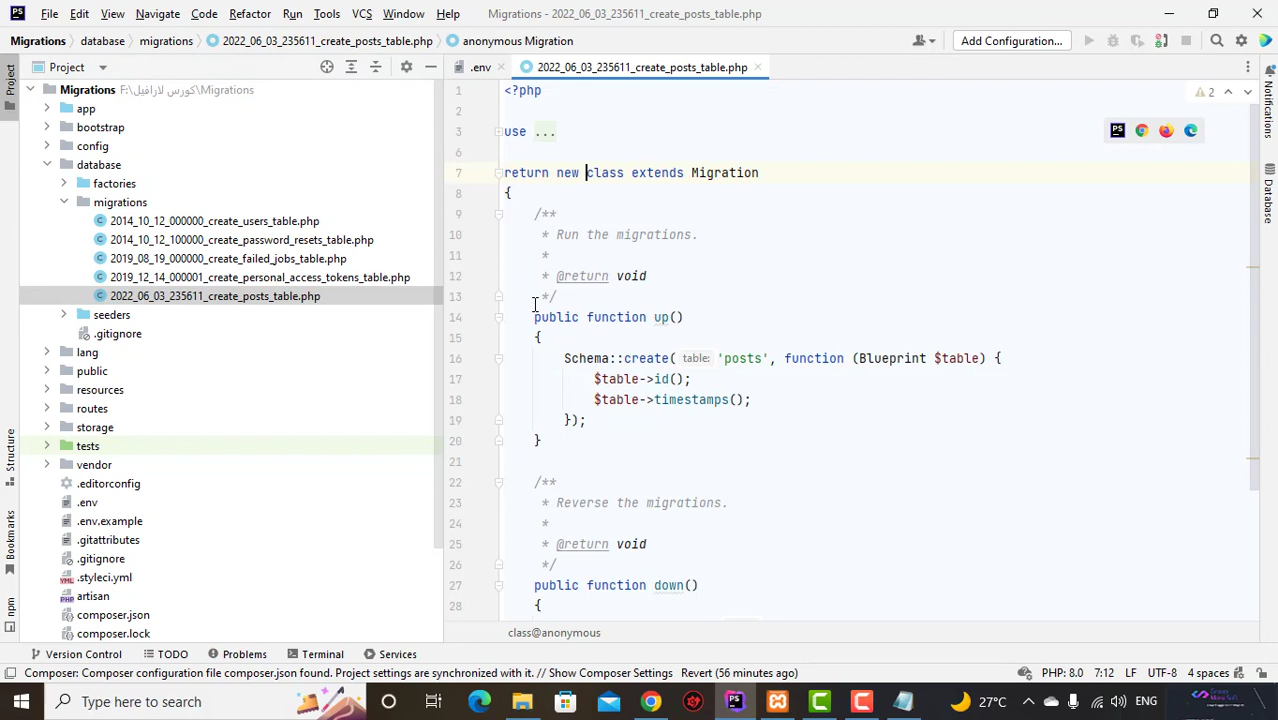 File Edit View Navigate Code Refactor Run Tools VCS Window Help Migrations - 2022_06_03_235611_create_posts_table.php
Migrations database migrations 2022_06_03_235611_create_posts_table.php anonymous Migration Add Configuration...
Project
.env 2022_06_03_235611_create_posts_table.php
Project
Structure
Bookmarks
npm
Migrations F:\كورس لارافيل\Migrations
app
bootstrap
config
database
factories
migrations
2014_10_12_000000_create_users_table.php
2014_10_12_100000_create_password_resets_table.php
2019_08_19_000000_create_failed_jobs_table.php
2019_12_14_000001_create_personal_access_tokens_table.php
2022_06_03_235611_create_posts_table.php
seeders
.gitignore
lang
public
resources
routes
storage
tests
vendor
.editorconfig
.env
.env.example
.gitattributes
.gitignore
.styleci.yml
artisan
composer.json
composer.lock
1 <?php
2
3 use ...
6
7 return new class extends Migration
8 {
9 /**
10 * Run the migrations.
11 *
12 * @return void
13 */
14 public function up()
15 {
16 Schema::create( table: 'posts', function (Blueprint $table) {
17 $table->id();
18 $table->timestamps();
19 });
20 }
21
22 /**
23 * Reverse the migrations.
24 *
25 * @return void
26 */
27 public function down()
28 {
2
Notifications
Database
class@anonymous
Version Control TODO Problems Terminal Services
Composer: Composer configuration file composer.json found. Project settings are synchronized with it. // Show Composer Settings Revert (56 minutes ago) PHP: 8.0 7:12 LF UTF-8 4 spaces
Type here to search 27°C ENG